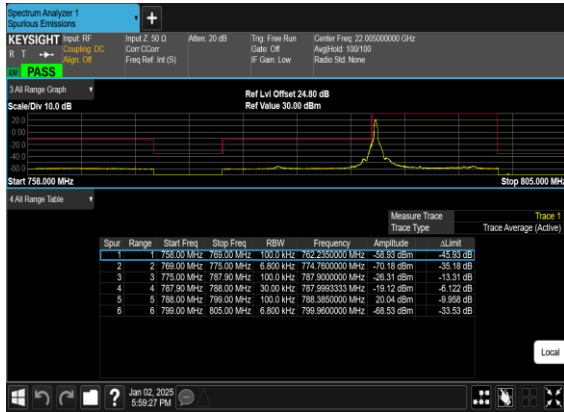 Spectrum Analyzer 1
Spurious Emissions
KEYSIGHT Input: RF Input Z: 50 Ω Atten: 20 dB Trig: Free Run Center Freq: 22.005000000 GHz
R T Coupling: DC Corr CCorr Gate: Off Avg|Hold: 100/100
Align: Off Freq Ref: Int (S) IF Gain: Low Radio Std: None
LXI PASS
3 All Range Graph Ref Lvl Offset 24.80 dB
Scale/Div 10.0 dB Ref Value 30.00 dBm
20.0
0.00
-20.0
-40.0
-60.0
Start 758.000 MHz Stop 805.000 MHz
4 All Range Table
Measure Trace Trace 1
Trace Type Trace Average (Active)
Spur Range Start Freq Stop Freq RBW Frequency Amplitude ΔLimit
1 1 758.00 MHz 769.00 MHz 100.0 kHz 762.2350000 MHz -58.93 dBm -45.93 dB
2 2 769.00 MHz 775.00 MHz 6.800 kHz 774.7600000 MHz -70.18 dBm -35.18 dB
3 3 775.00 MHz 787.90 MHz 100.0 kHz 787.9000000 MHz -26.31 dBm -13.31 dB
4 4 787.90 MHz 788.00 MHz 30.00 kHz 787.9993333 MHz -19.12 dBm -6.122 dB
5 5 788.00 MHz 799.00 MHz 100.0 kHz 788.3850000 MHz 20.04 dBm -9.958 dB
6 6 799.00 MHz 805.00 MHz 6.800 kHz 799.9600000 MHz -68.53 dBm -33.53 dB
Local
? Jan 02, 2025
5:59:27 PM